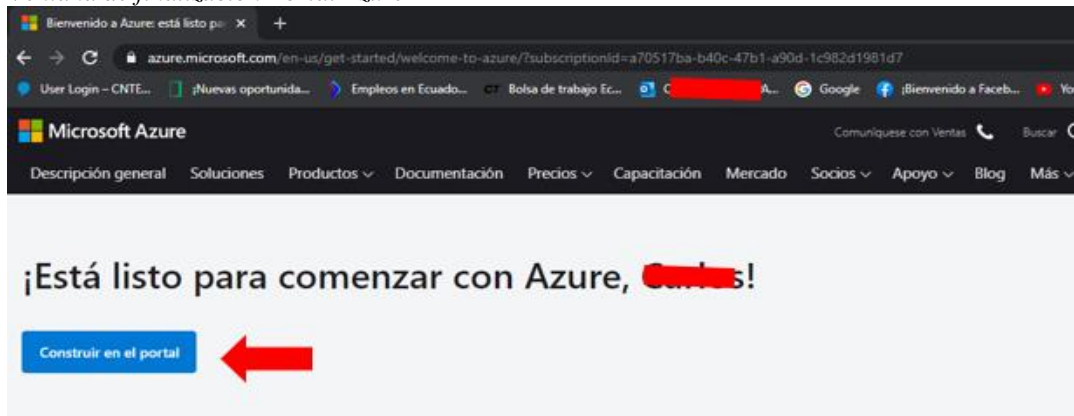 Bienvenido a Azure: está listo pa
azure.microsoft.com/en-us/get-started/welcome-to-azure/?subscriptionId=a70517ba-b40c-47b1-a90d-1c982d1981d7
User Login – CNTE... ¡Nuevas oportunida... Empleos en Ecuado... Bolsa de trabajo Ec... Google ¡Bienvenido a Faceb... Yo
Microsoft Azure Comuníquese con Ventas Buscar
Descripción general Soluciones Productos Documentación Precios Capacitación Mercado Socios Apoyo Blog Más
¡Está listo para comenzar con Azure, !
Construir en el portal